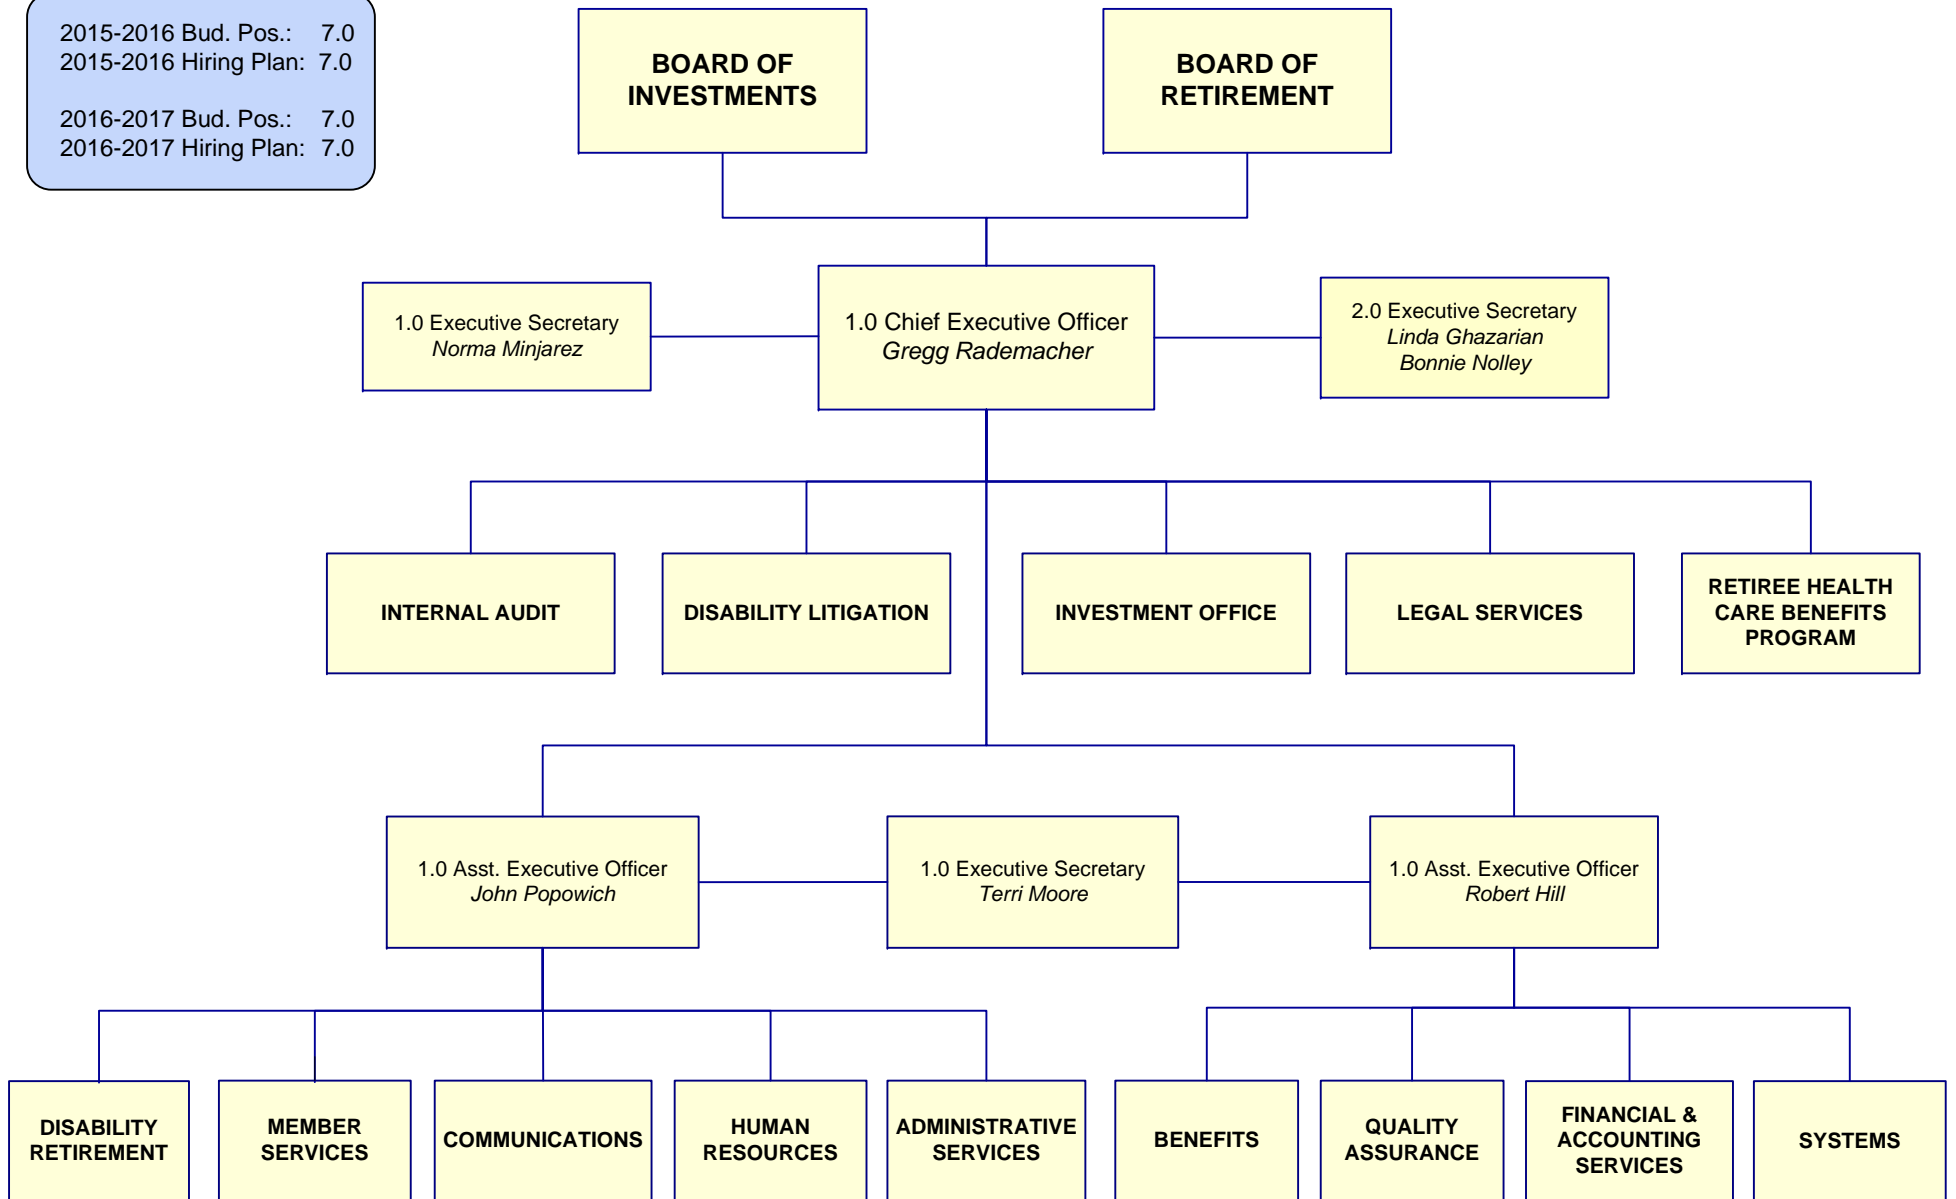 2015-2016 Bud. Pos.: 7.0
2015-2016 Hiring Plan: 7.0
2016-2017 Bud. Pos.: 7.0
2016-2017 Hiring Plan: 7.0
BOARD OF
INVESTMENTS
BOARD OF
RETIREMENT
1.0 Executive Secretary
Norma Minjarez
1.0 Chief Executive Officer
Gregg Rademacher
2.0 Executive Secretary
Linda Ghazarian
Bonnie Nolley
INTERNAL AUDIT
DISABILITY LITIGATION
INVESTMENT OFFICE
LEGAL SERVICES
RETIREE HEALTH
CARE BENEFITS
PROGRAM
1.0 Asst. Executive Officer
John Popowich
1.0 Executive Secretary
Terri Moore
1.0 Asst. Executive Officer
Robert Hill
DISABILITY
RETIREMENT
MEMBER
SERVICES
COMMUNICATIONS
HUMAN
RESOURCES
ADMINISTRATIVE
SERVICES
BENEFITS
QUALITY
ASSURANCE
FINANCIAL &
ACCOUNTING
SERVICES
SYSTEMS